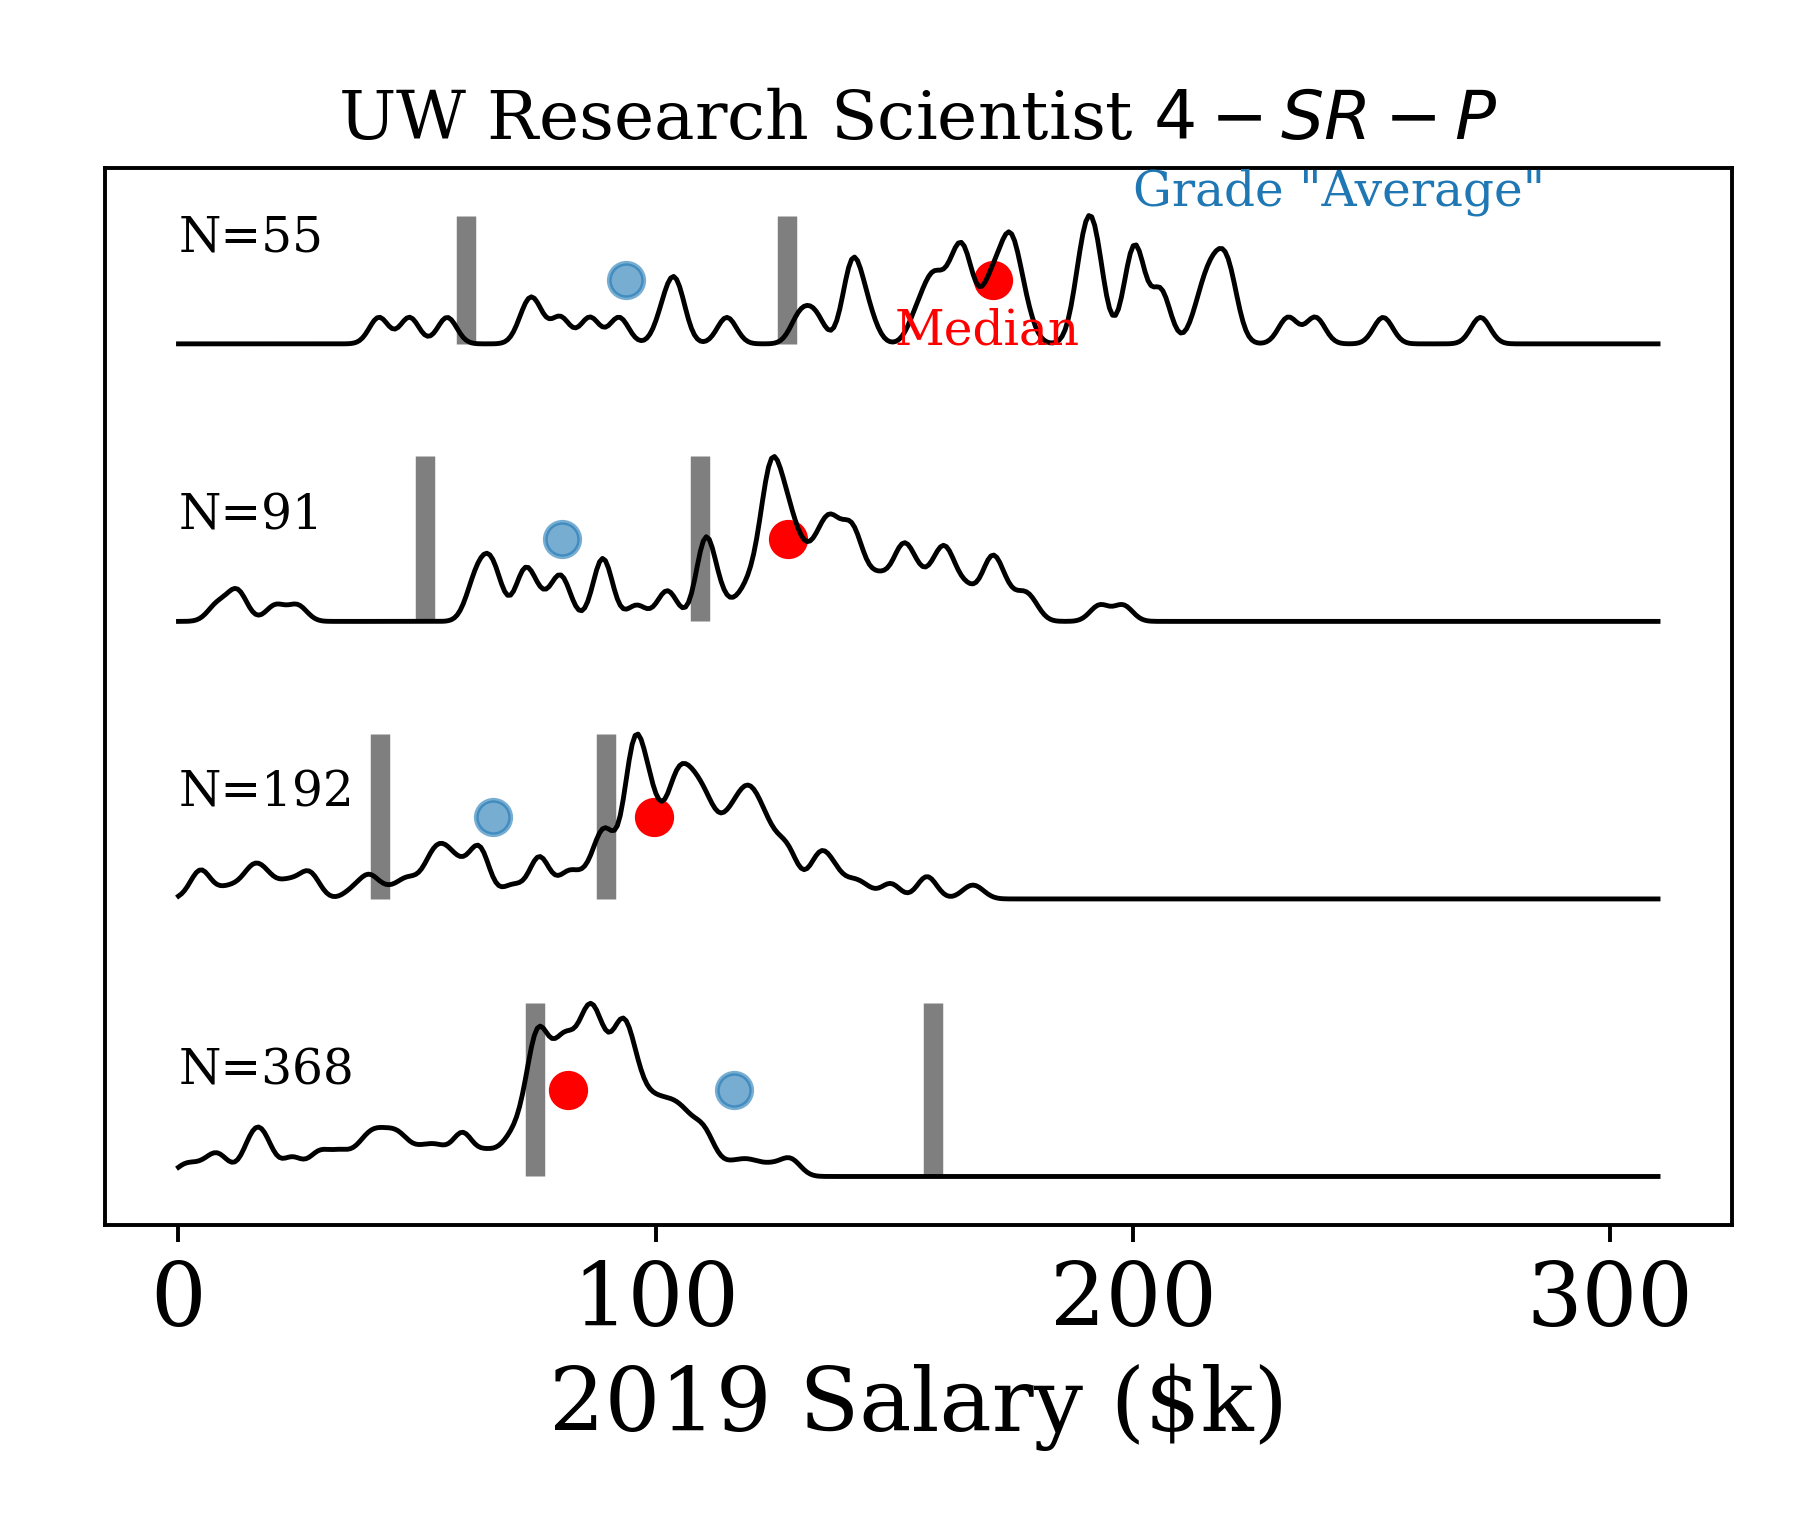 UW Research Scientist 4 − SR − P
Grade "Average"
N=55
Median
N=91
N=192
N=368
0 100 200 300
2019 Salary ($k)